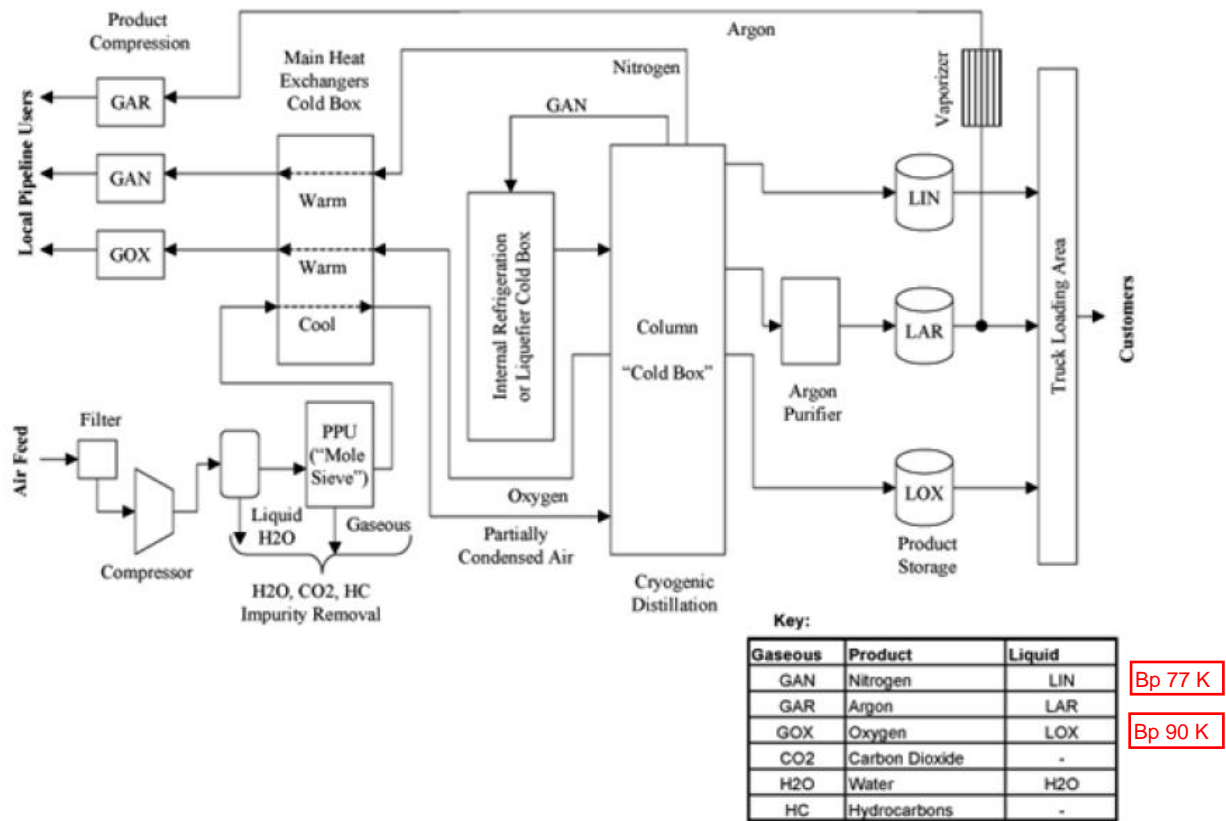 Product
Compression
Argon
Main Heat
Exchangers
Cold Box
Nitrogen
Vaporizer
GAN
GAR
Local Pipeline Users
GAN
Warm
LIN
GOX
Warm
Internal Refrigeration
or Liquefier Cold Box
Cool
Column
"Cold Box"
LAR
Truck Loading Area
Customers
Argon
Purifier
Filter
PPU
("Mole
Sieve")
Air Feed
LOX
Oxygen
Liquid
H2O
Gaseous
Partially
Condensed Air
Product
Storage
Compressor
H2O, CO2, HC
Impurity Removal
Cryogenic
Distillation
Key:
Gaseous Product Liquid
GAN Nitrogen LIN Bp 77 K
GAR Argon LAR
GOX Oxygen LOX Bp 90 K
CO2 Carbon Dioxide -
H2O Water H2O
HC Hydrocarbons -